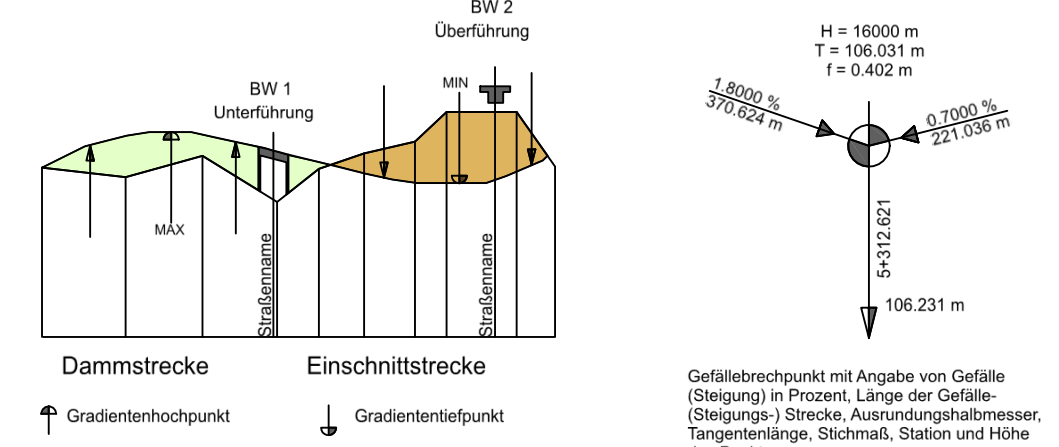 BW 2
Überführung
BW 1
Unterführung
MIN
MAX
Straßenname
Straßenname
Dammstrecke
Einschnittstrecke
Gradientenhochpunkt
Gradiententiefpunkt
H = 16000 m
T = 106.031 m
f = 0.402 m
1.8000 %
370.624 m
0.7000 %
221.036 m
5+312.621
106.231 m
Gefällebrechpunkt mit Angabe von Gefälle
(Steigung) in Prozent, Länge der Gefälle-
(Steigungs-) Strecke, Ausrundungshalbmesser,
Tangentenlänge, Stichmaß, Station und Höhe